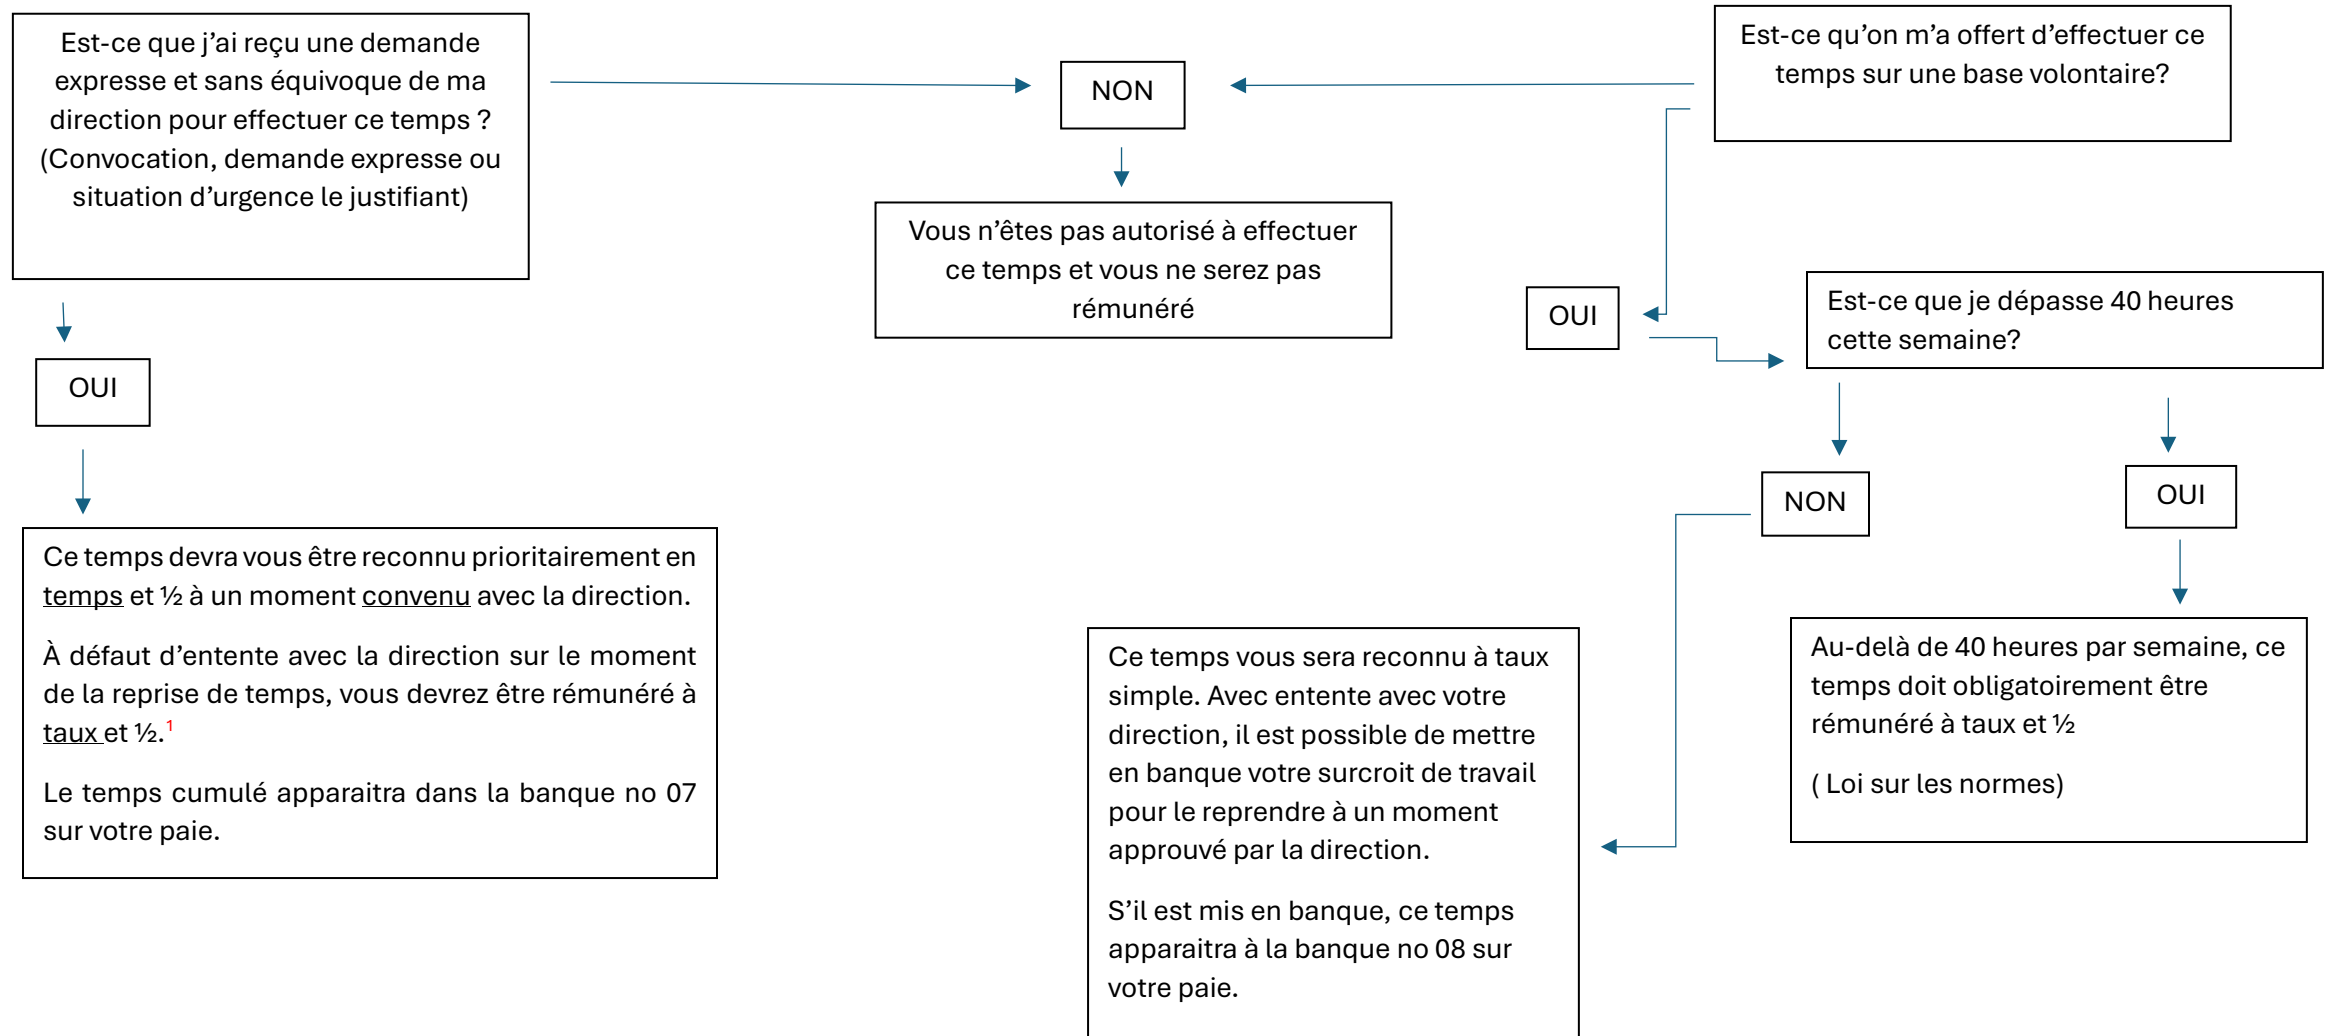 Est-ce que j’ai reçu une demande
expresse et sans équivoque de ma
direction pour effectuer ce temps ?
(Convocation, demande expresse ou
situation d’urgence le justifiant)
NON
Est-ce qu’on m’a offert d’effectuer ce
temps sur une base volontaire?
Vous n’êtes pas autorisé à effectuer
ce temps et vous ne serez pas
rémunéré
OUI
Est-ce que je dépasse 40 heures
cette semaine?
OUI
NON
OUI
Ce temps devra vous être reconnu prioritairement en
temps et ½ à un moment convenu avec la direction.
À défaut d’entente avec la direction sur le moment
de la reprise de temps, vous devrez être rémunéré à
taux et ½.¹
Le temps cumulé apparaitra dans la banque no 07
sur votre paie.
Ce temps vous sera reconnu à taux
simple. Avec entente avec votre
direction, il est possible de mettre
en banque votre surcroit de travail
pour le reprendre à un moment
approuvé par la direction.
S’il est mis en banque, ce temps
apparaitra à la banque no 08 sur
votre paie.
Au-delà de 40 heures par semaine, ce
temps doit obligatoirement être
rémunéré à taux et ½
( Loi sur les normes)